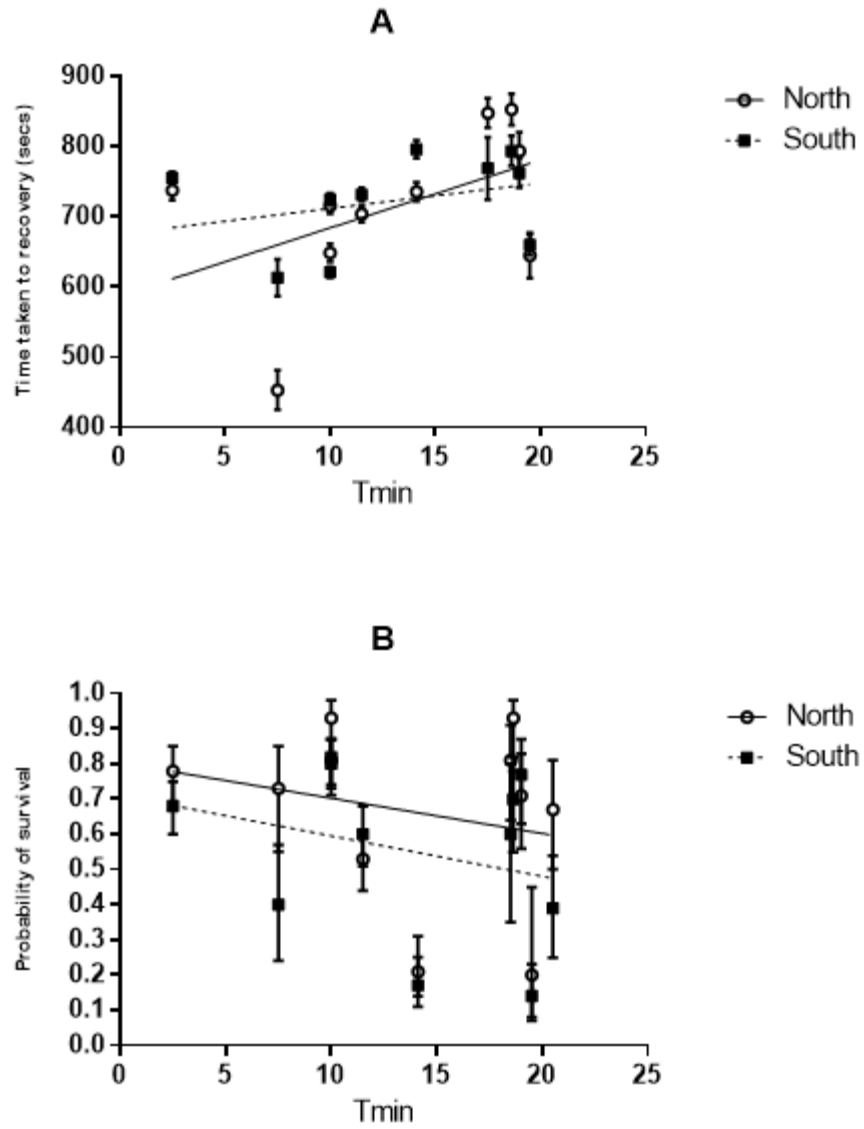 A
Time taken to recovery (secs)
900
800
700
600
500
400
0 5 10 15 20 25
Tmin
North
South
B
Probability of survival
1.0
0.9
0.8
0.7
0.6
0.5
0.4
0.3
0.2
0.1
0.0
0 5 10 15 20 25
Tmin
North
South